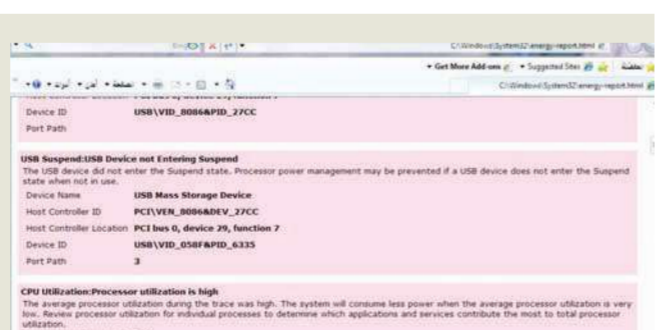 C:\Windows\System32\energy-report.html
Get More Add-ons Suggested Sites
صفحة أمان أدوات
C:\Windows\System32\energy-report.html
Device ID USB\VID_8086&PID_27CC
Port Path
USB Suspend:USB Device not Entering Suspend
The USB device did not enter the Suspend state. Processor power management may be prevented if a USB device does not enter the Suspend
state when not in use.
Device Name USB Mass Storage Device
Host Controller ID PCI\VEN_8086&DEV_27CC
Host Controller Location PCI bus 0, device 29, function 7
Device ID USB\VID_058F&PID_6335
Port Path 3
CPU Utilization:Processor utilization is high
The average processor utilization during the trace was high. The system will consume less power when the average processor utilization is very
low. Review processor utilization for individual processes to determine which applications and services contribute the most to total processor
utilization.